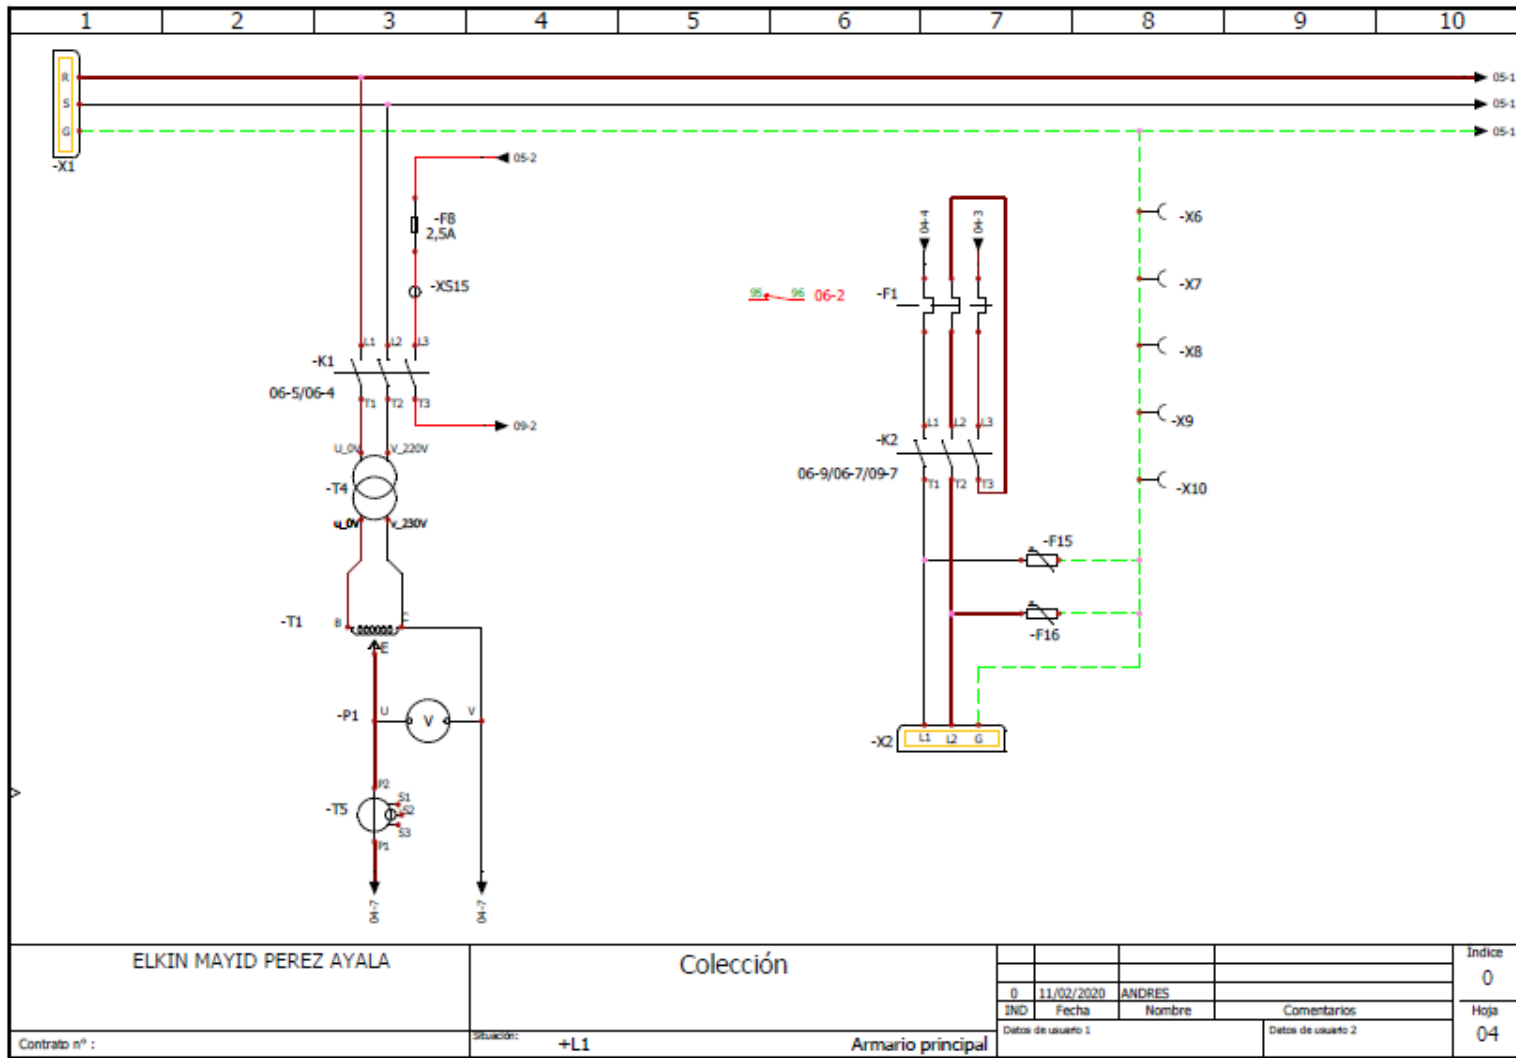 1 2 3 4 5 6 7 8 9 10
R
05-1
S
05-1
G
05-1
-X1
05-2
-F8
2,5A
-XS15
L1 L2 L3
-K1
06-5/06-4
T1 T2 T3
09-2
U_0V V_220V
-T4
u_0V v_230V
-T1
B C
E
-P1
U V V
P2
-T5
S1
S2
S3
P1
04-7 04-7
04-4 04-3
95 96 06-2
-F1
L1 L2 L3
-K2
06-9/06-7/09-7
T1 T2 T3
-F15
-F16
-X2
L1 L2 G
-X6
-X7
-X8
-X9
-X10
ELKIN MAYID PEREZ AYALA
Colección
0 11/02/2020 ANDRES
IND Fecha Nombre Comentarios
Indice
0
Hoja
04
Contrato nº :
Situación:
+L1
Armario principal
Datos de usuario 1
Datos de usuario 2